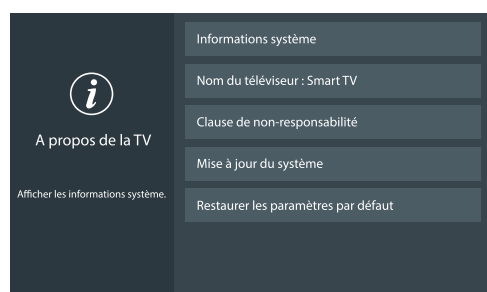 A propos de la TV
Afficher les informations système.
Informations système
Nom du téléviseur : Smart TV
Clause de non-responsabilité
Mise à jour du système
Restaurer les paramètres par défaut